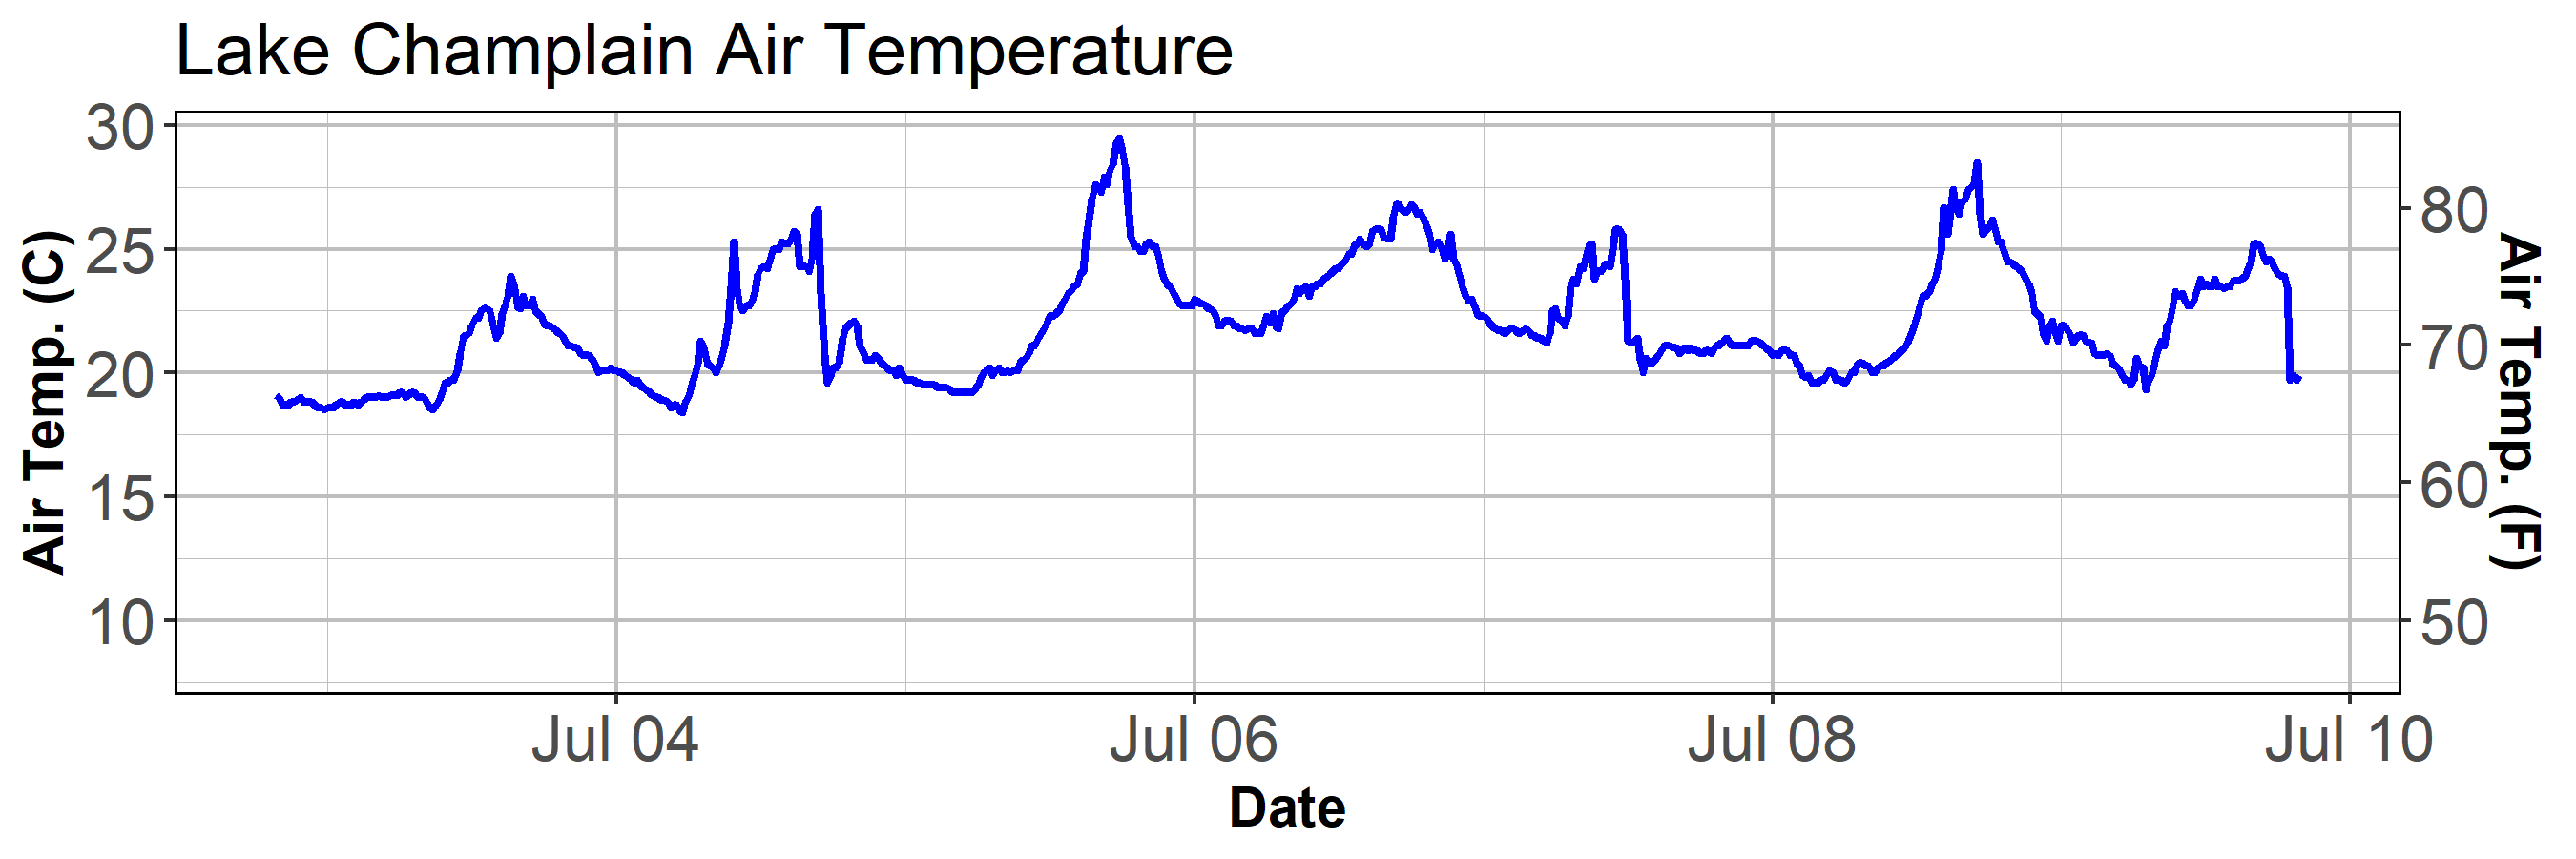 Lake Champlain Air Temperature
30
25
20
15
10
Air Temp. (C)
80
70
60
50
Air Temp. (F)
Jul 04 Jul 06 Jul 08 Jul 10
Date